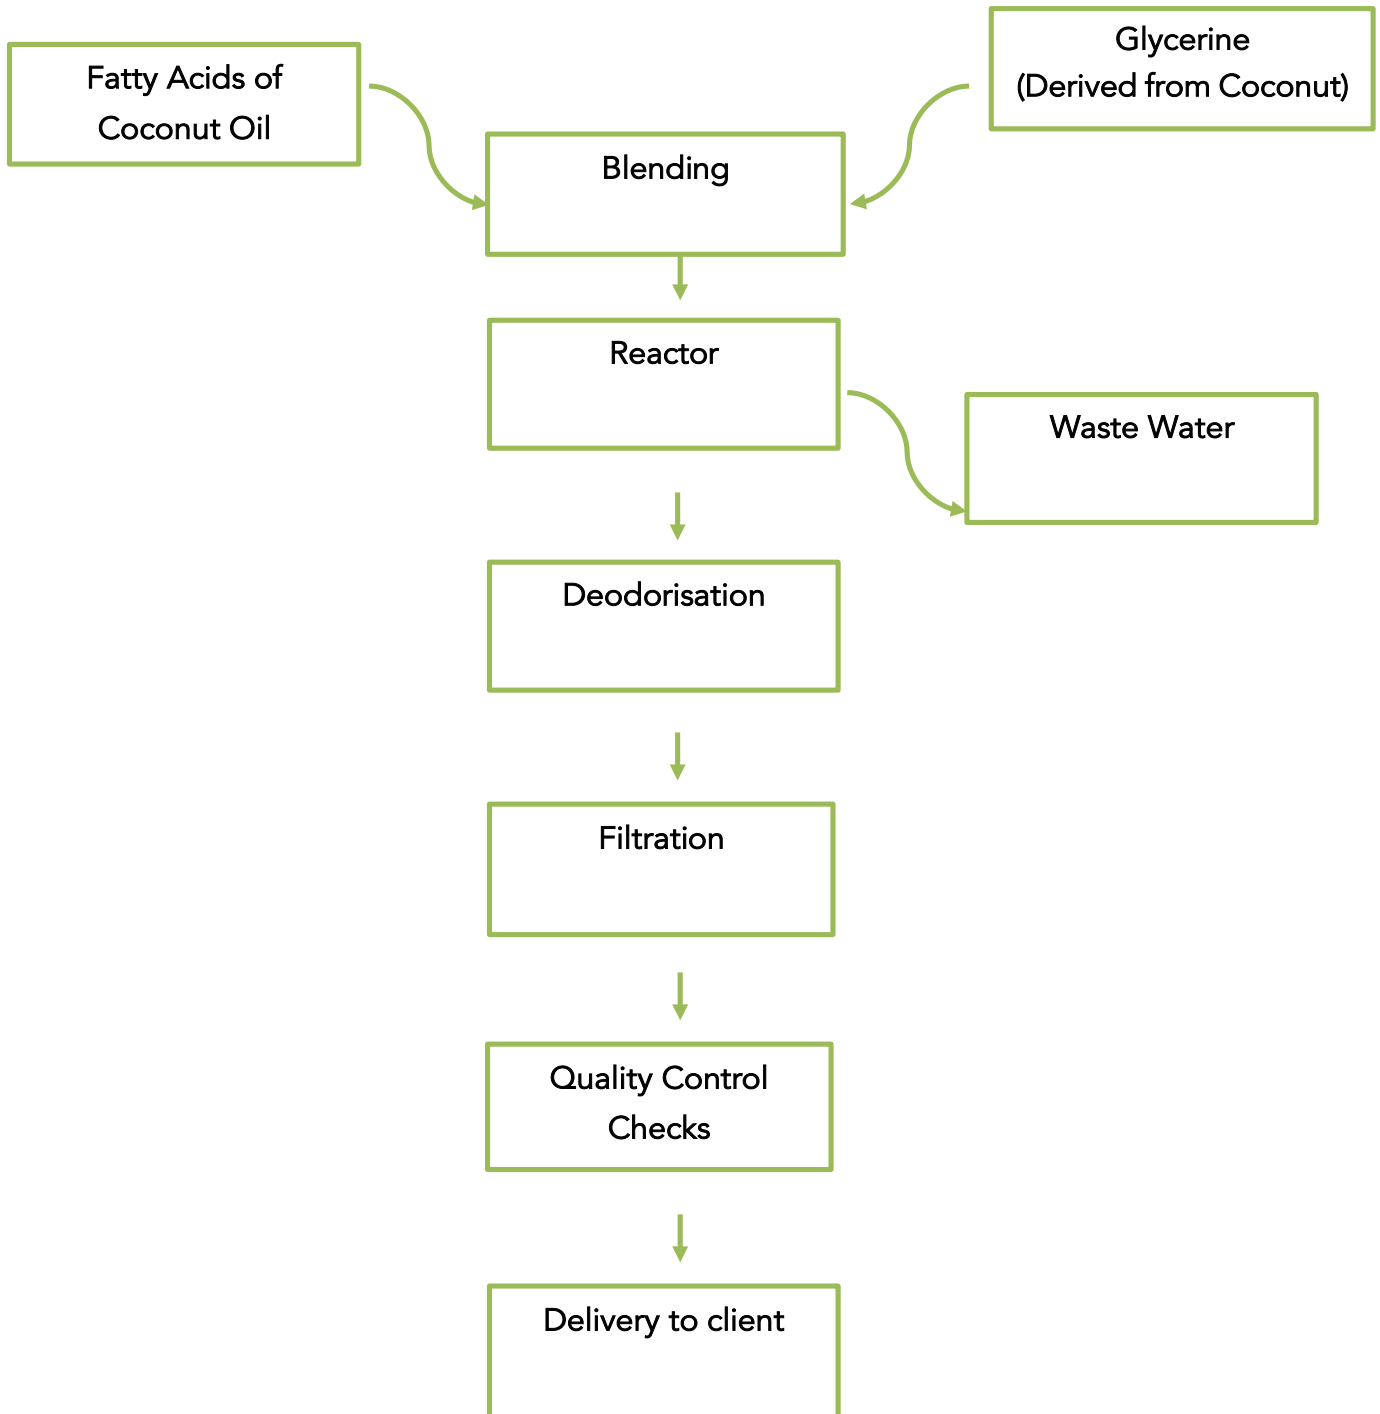 Fatty Acids of
Coconut Oil
Glycerine
(Derived from Coconut)
Blending
Reactor
Waste Water
Deodorisation
Filtration
Quality Control
Checks
Delivery to client